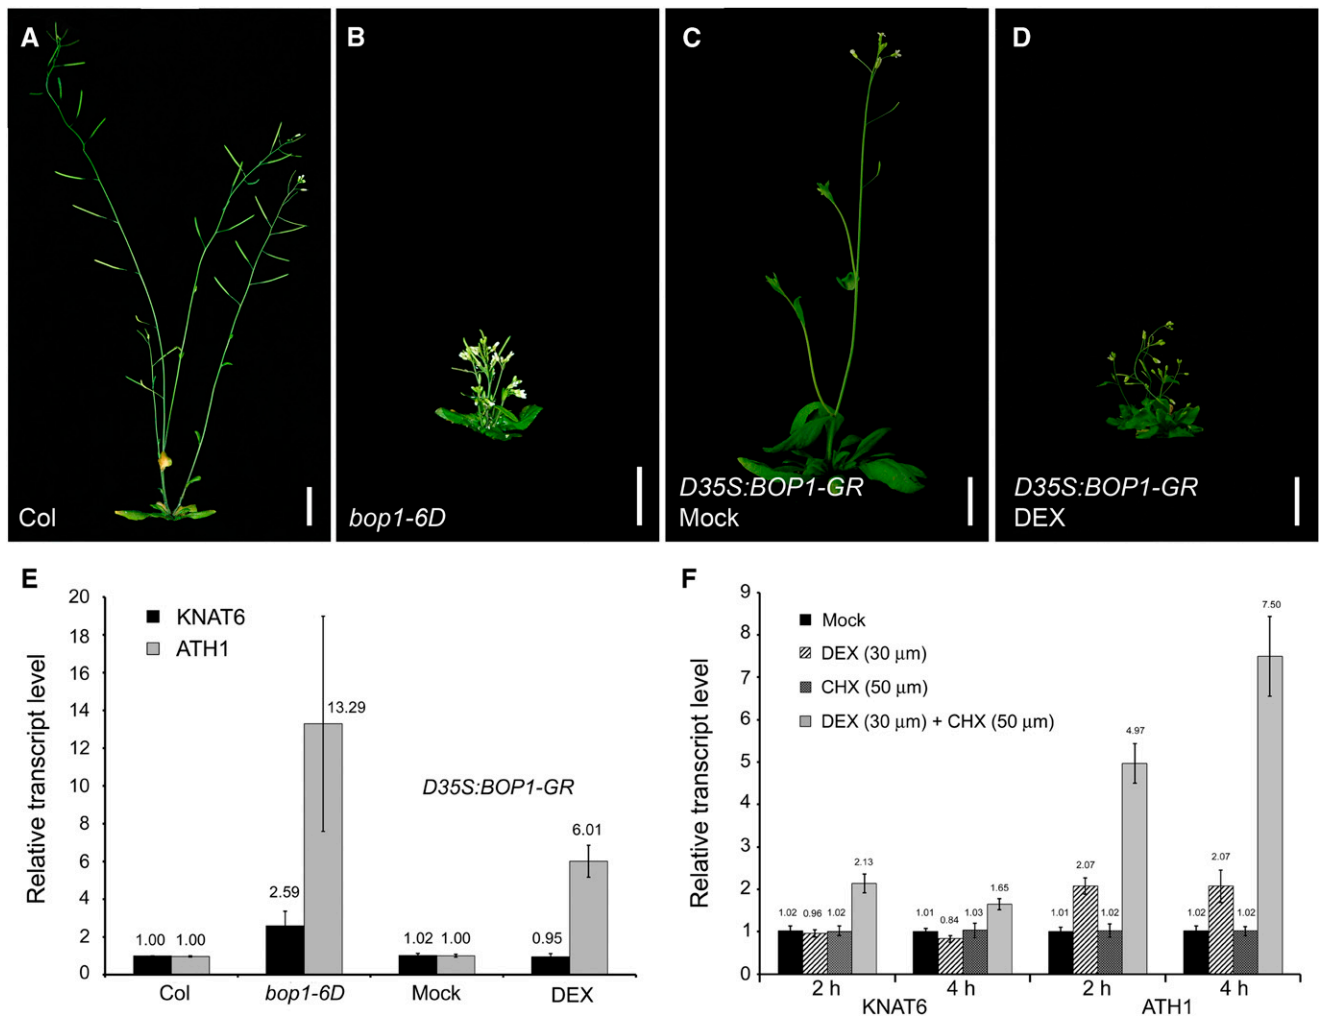 A
Col
B
bop1-6D
C
D35S:BOP1-GR
Mock
D
D35S:BOP1-GR
DEX
E
Relative transcript level
20
18
16
14
12
10
8
6
4
2
0
KNAT6
ATH1
D35S:BOP1-GR
1.00 1.00
2.59
13.29
1.02 1.00
0.95
6.01
Col bop1-6D Mock DEX
F
Relative transcript level
9
8
7
6
5
4
3
2
1
0
Mock
DEX (30 μm)
CHX (50 μm)
DEX (30 μm) + CHX (50 μm)
1.02 0.96 1.02 2.13
1.01 0.84 1.03 1.65
1.01 2.07 1.02 4.97
1.02 2.07 1.02 7.50
2 h 4 h 2 h 4 h
KNAT6 ATH1